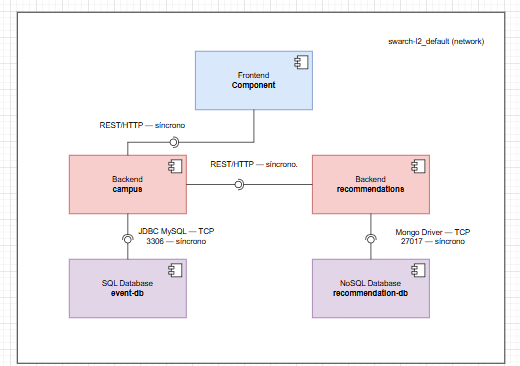 swarch-l2_default (network)
Frontend
Component
REST/HTTP — síncrono
REST/HTTP — síncrono.
Backend
campus
Backend
recommendations
JDBC MySQL — TCP
3306 — síncrono
Mongo Driver — TCP
27017 — síncrono
SQL Database
event-db
NoSQL Database
recommendation-db